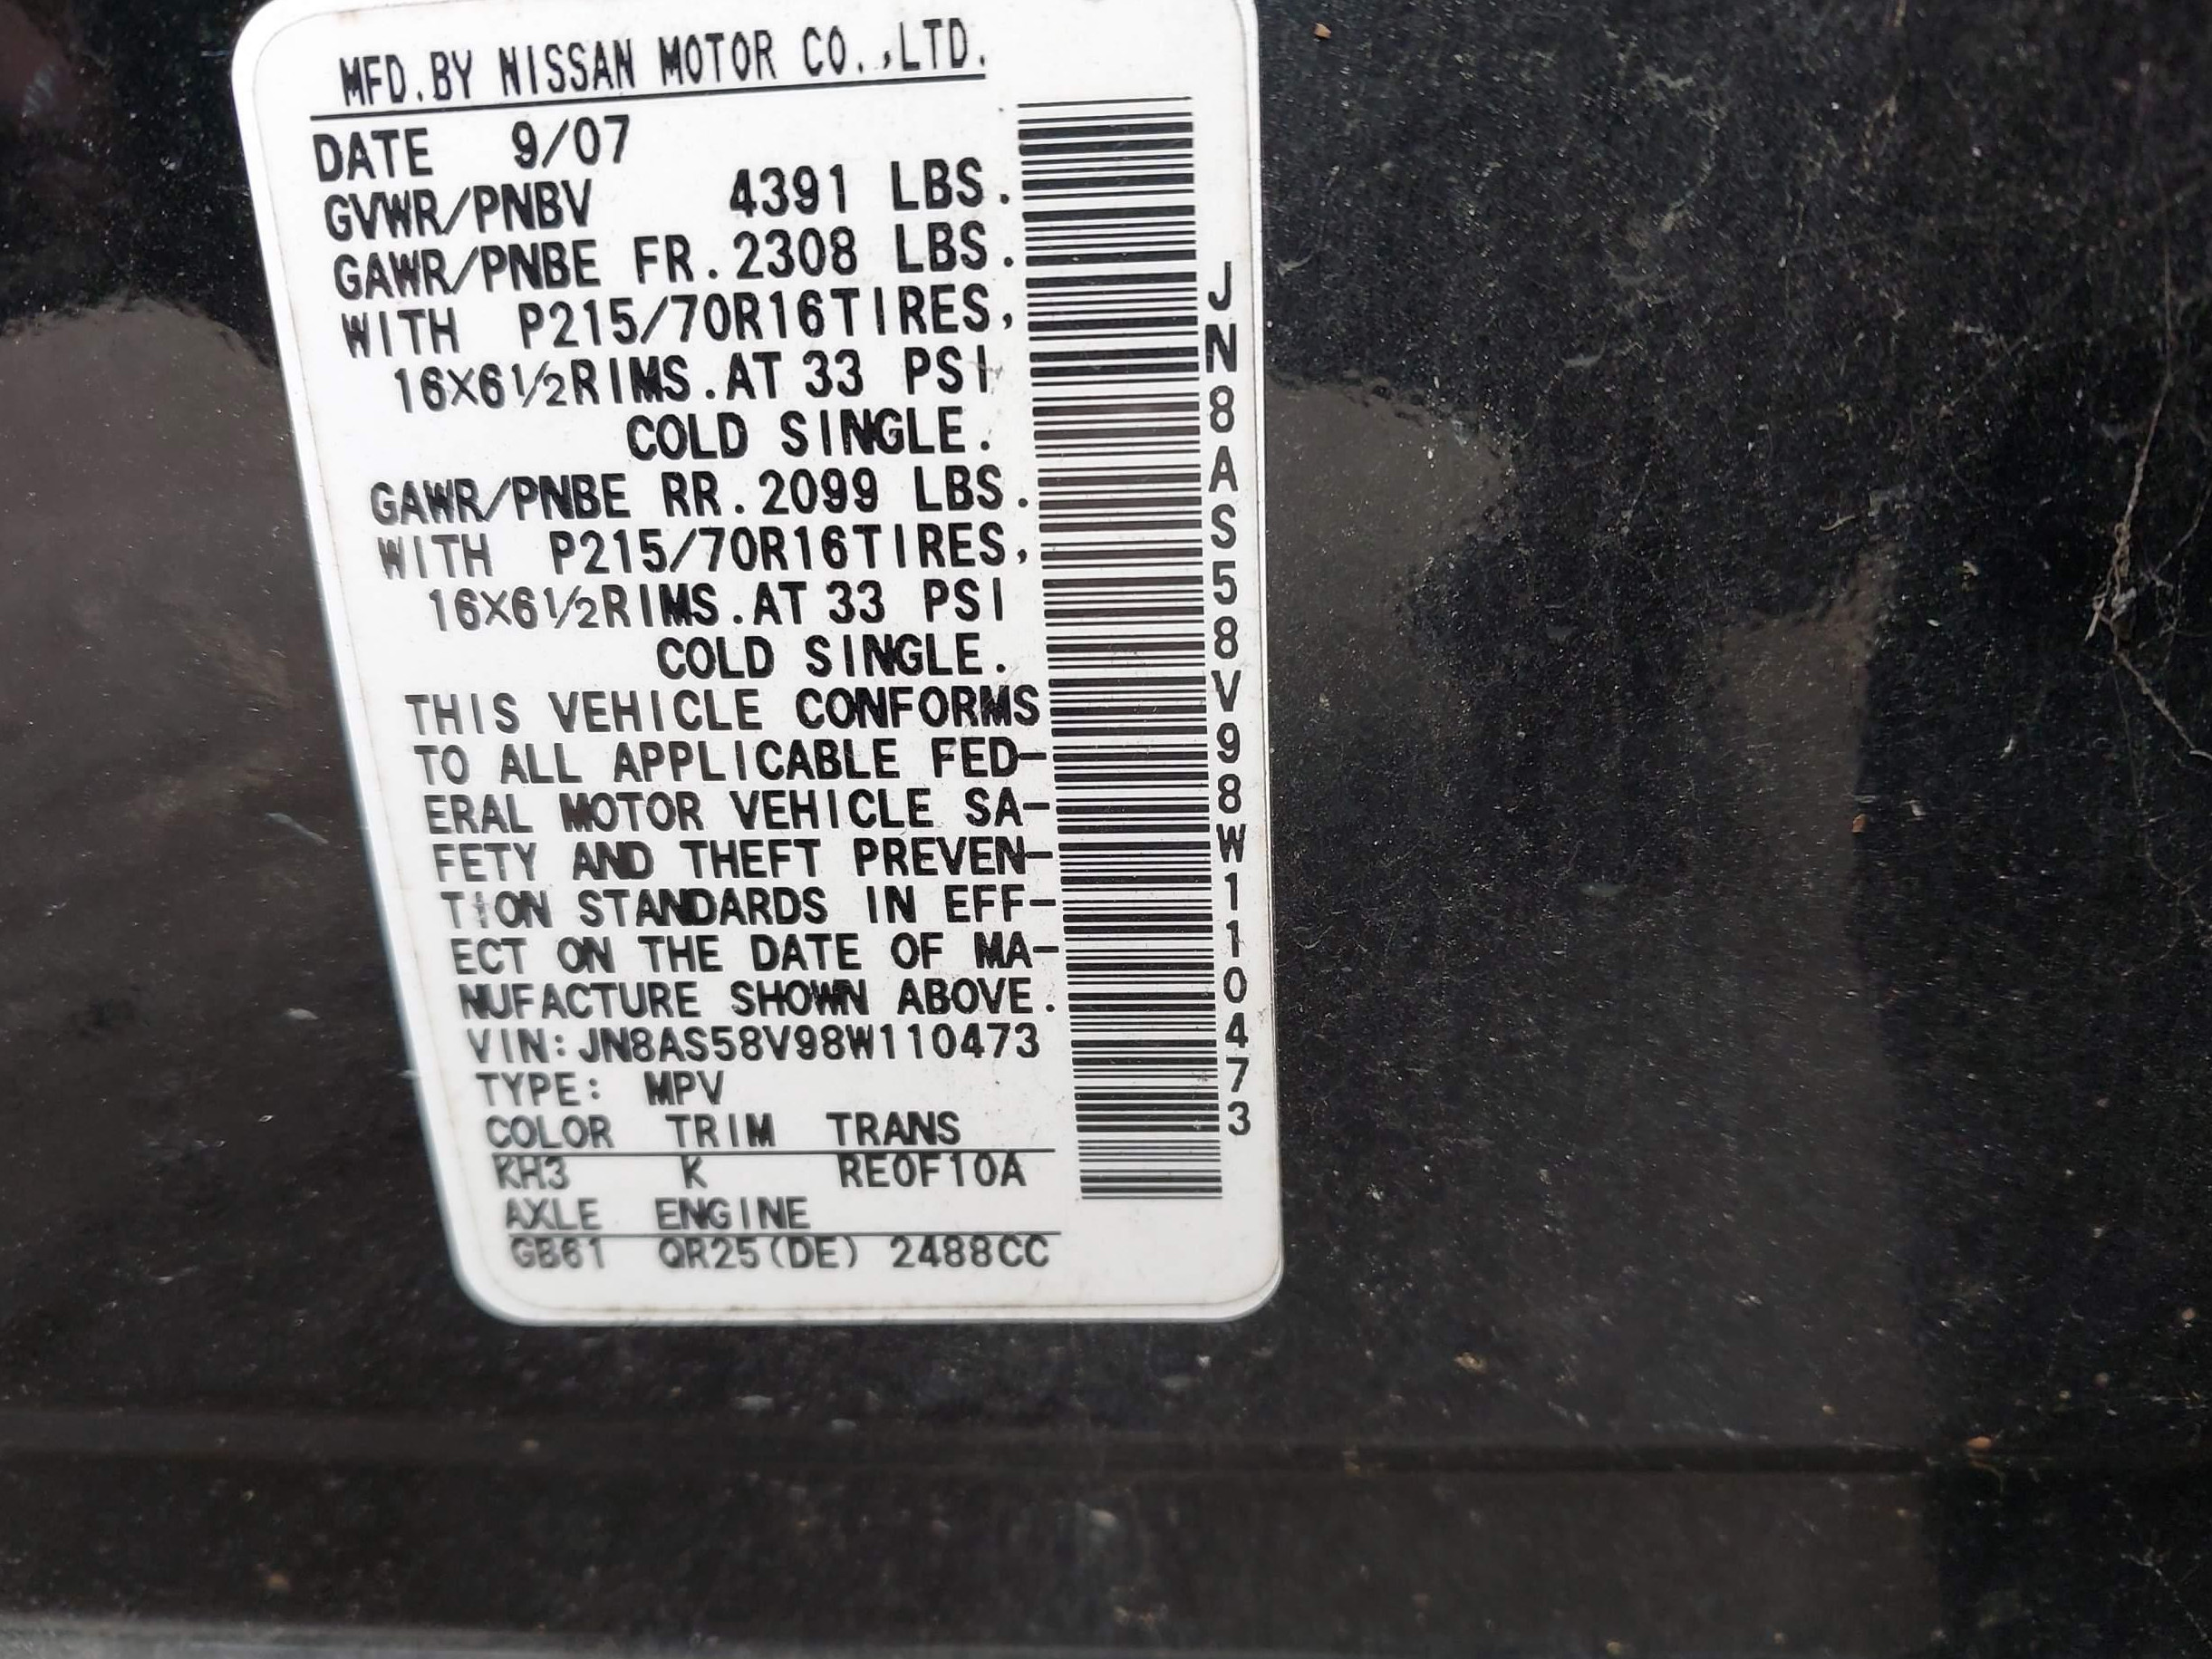 MFD.BY NISSAN MOTOR CO.,LTD.
DATE 9/07
GVWR/PNBV 4391 LBS.
GAWR/PNBE FR.2308 LBS.
WITH P215/70R16TIRES,
16X6½RIMS.AT 33 PSI
COLD SINGLE.
GAWR/PNBE RR.2099 LBS.
WITH P215/70R16TIRES,
16X6½RIMS.AT 33 PSI
COLD SINGLE.
THIS VEHICLE CONFORMS
TO ALL APPLICABLE FED-
ERAL MOTOR VEHICLE SA-
FETY AND THEFT PREVEN-
TION STANDARDS IN EFF-
ECT ON THE DATE OF MA-
NUFACTURE SHOWN ABOVE.
VIN:JN8AS58V98W110473
TYPE: MPV
COLOR TRIM TRANS
KH3 K RE0F10A
AXLE ENGINE
GB61 QR25(DE) 2488CC
JN8AS58V98W110473